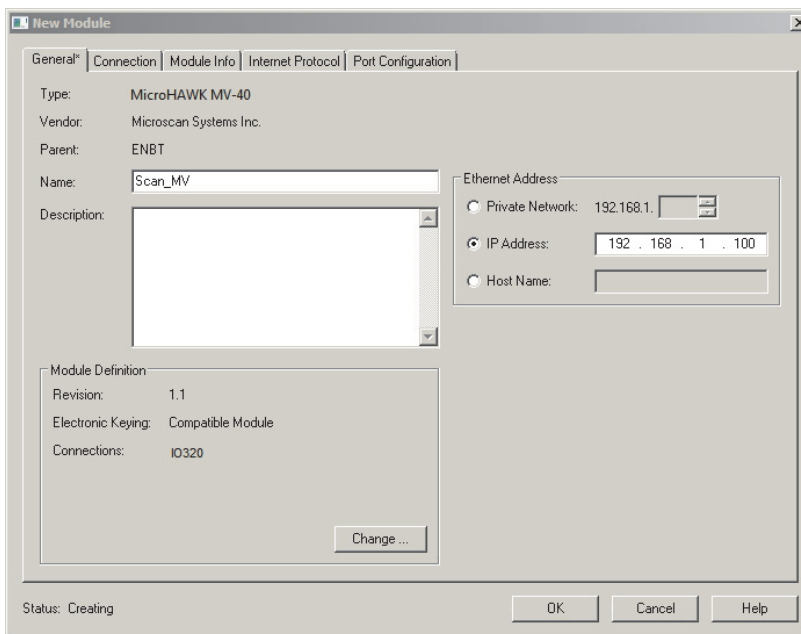 New Module
General* Connection Module Info Internet Protocol Port Configuration
Type: MicroHAWK MV-40
Vendor: Microscan Systems Inc.
Parent: ENBT
Name: Scan_MV
Description:
Ethernet Address
Private Network: 192.168.1.
IP Address: 192 . 168 . 1 . 100
Host Name:
Module Definition
Revision: 1.1
Electronic Keying: Compatible Module
Connections: IO320
Change ...
Status: Creating
OK Cancel Help